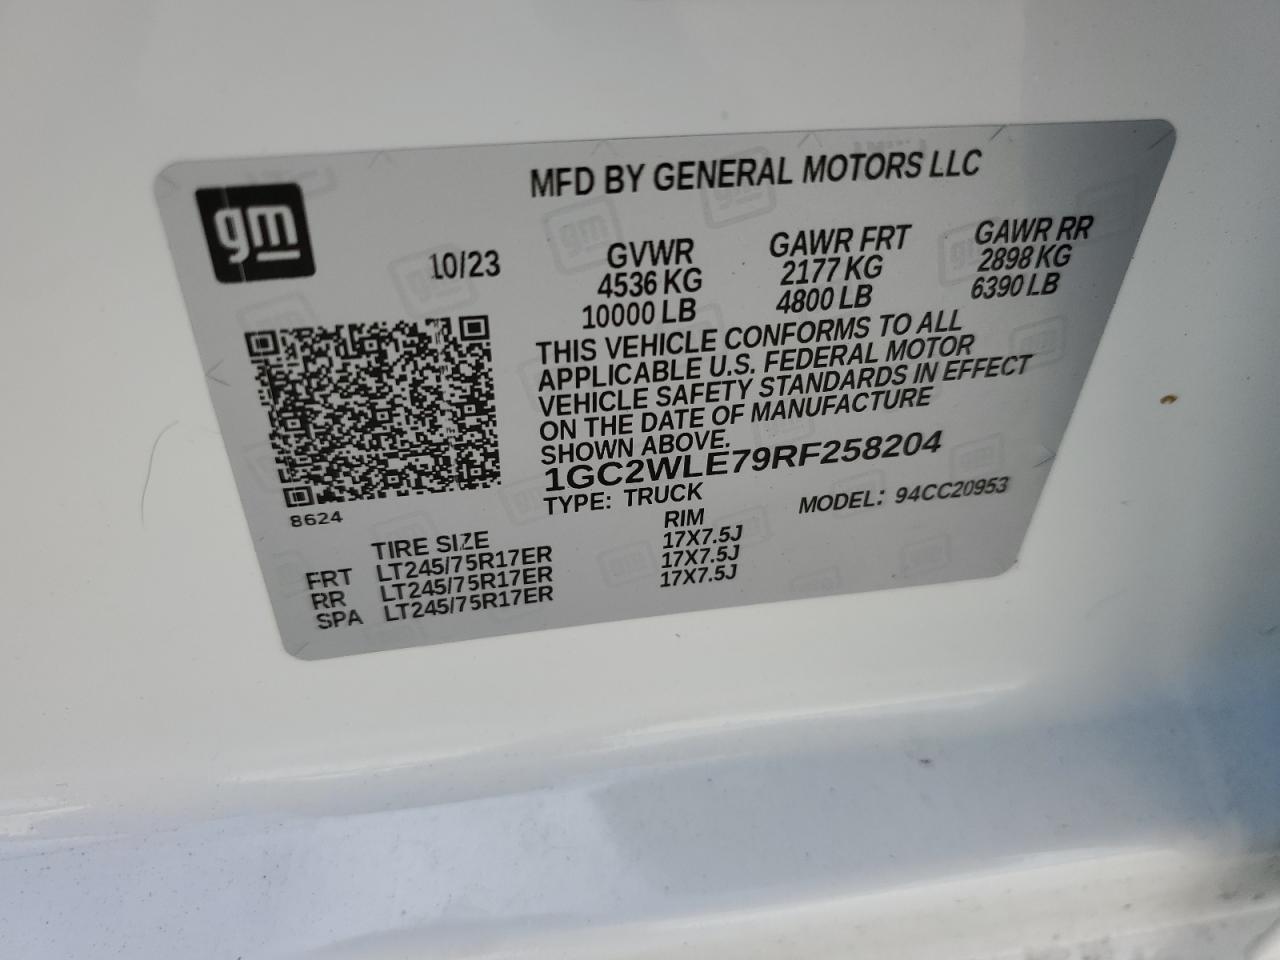 gm
MFD BY GENERAL MOTORS LLC
10/23
GVWR
4536 KG
10000 LB
GAWR FRT
2177 KG
4800 LB
GAWR RR
2898 KG
6390 LB
THIS VEHICLE CONFORMS TO ALL
APPLICABLE U.S. FEDERAL MOTOR
VEHICLE SAFETY STANDARDS IN EFFECT
ON THE DATE OF MANUFACTURE
SHOWN ABOVE.
1GC2WLE79RF258204
TYPE: TRUCK
MODEL: 94CC20953
8624
TIRE SIZE
RIM
FRT LT245/75R17ER 17X7.5J
RR LT245/75R17ER 17X7.5J
SPA LT245/75R17ER 17X7.5J